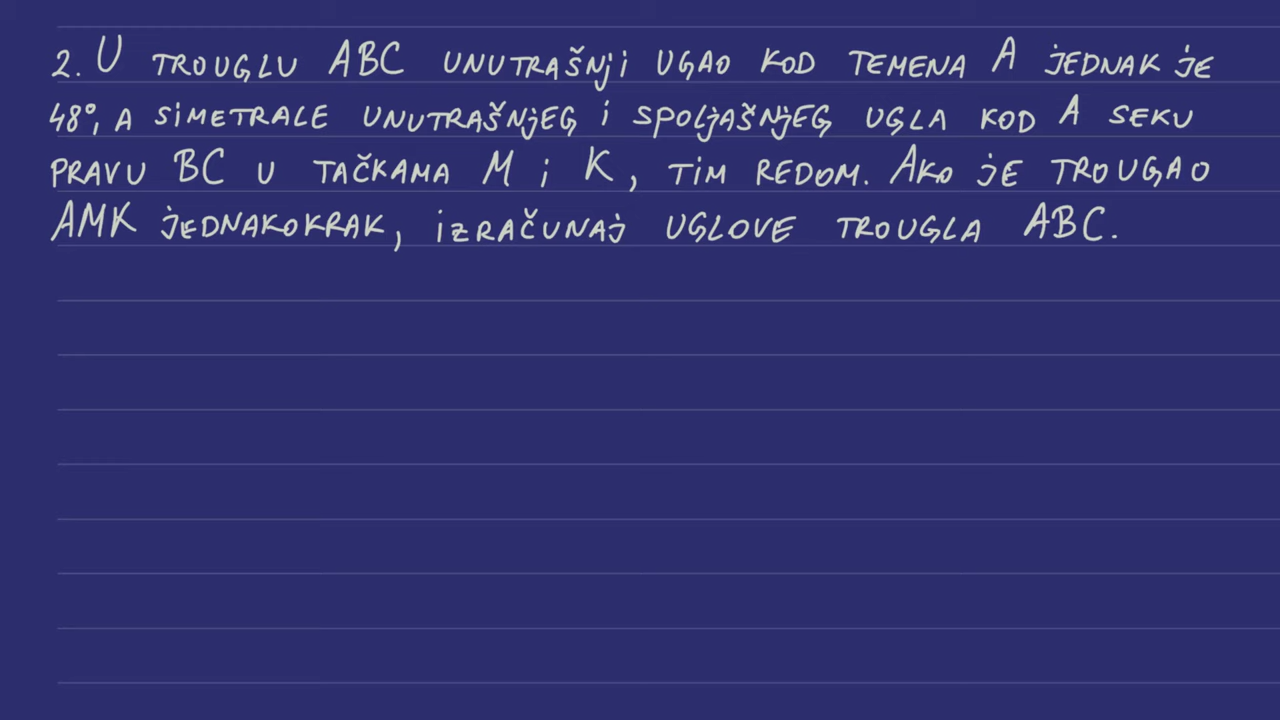 2. U TROUGLU ABC UNUTRAŠNJI UGAO KOD TEMENA A JEDNAK JE
48°, A SIMETRALE UNUTRAŠNJEG I SPOLJAŠNJEG UGLA KOD A SEKU
PRAVU BC U TAČKAMA M I K, TIM REDOM. AKO JE TROUGAO
AMK JEDNAKOKRAK, IZRAČUNAJ UGLOVE TROUGLA ABC.